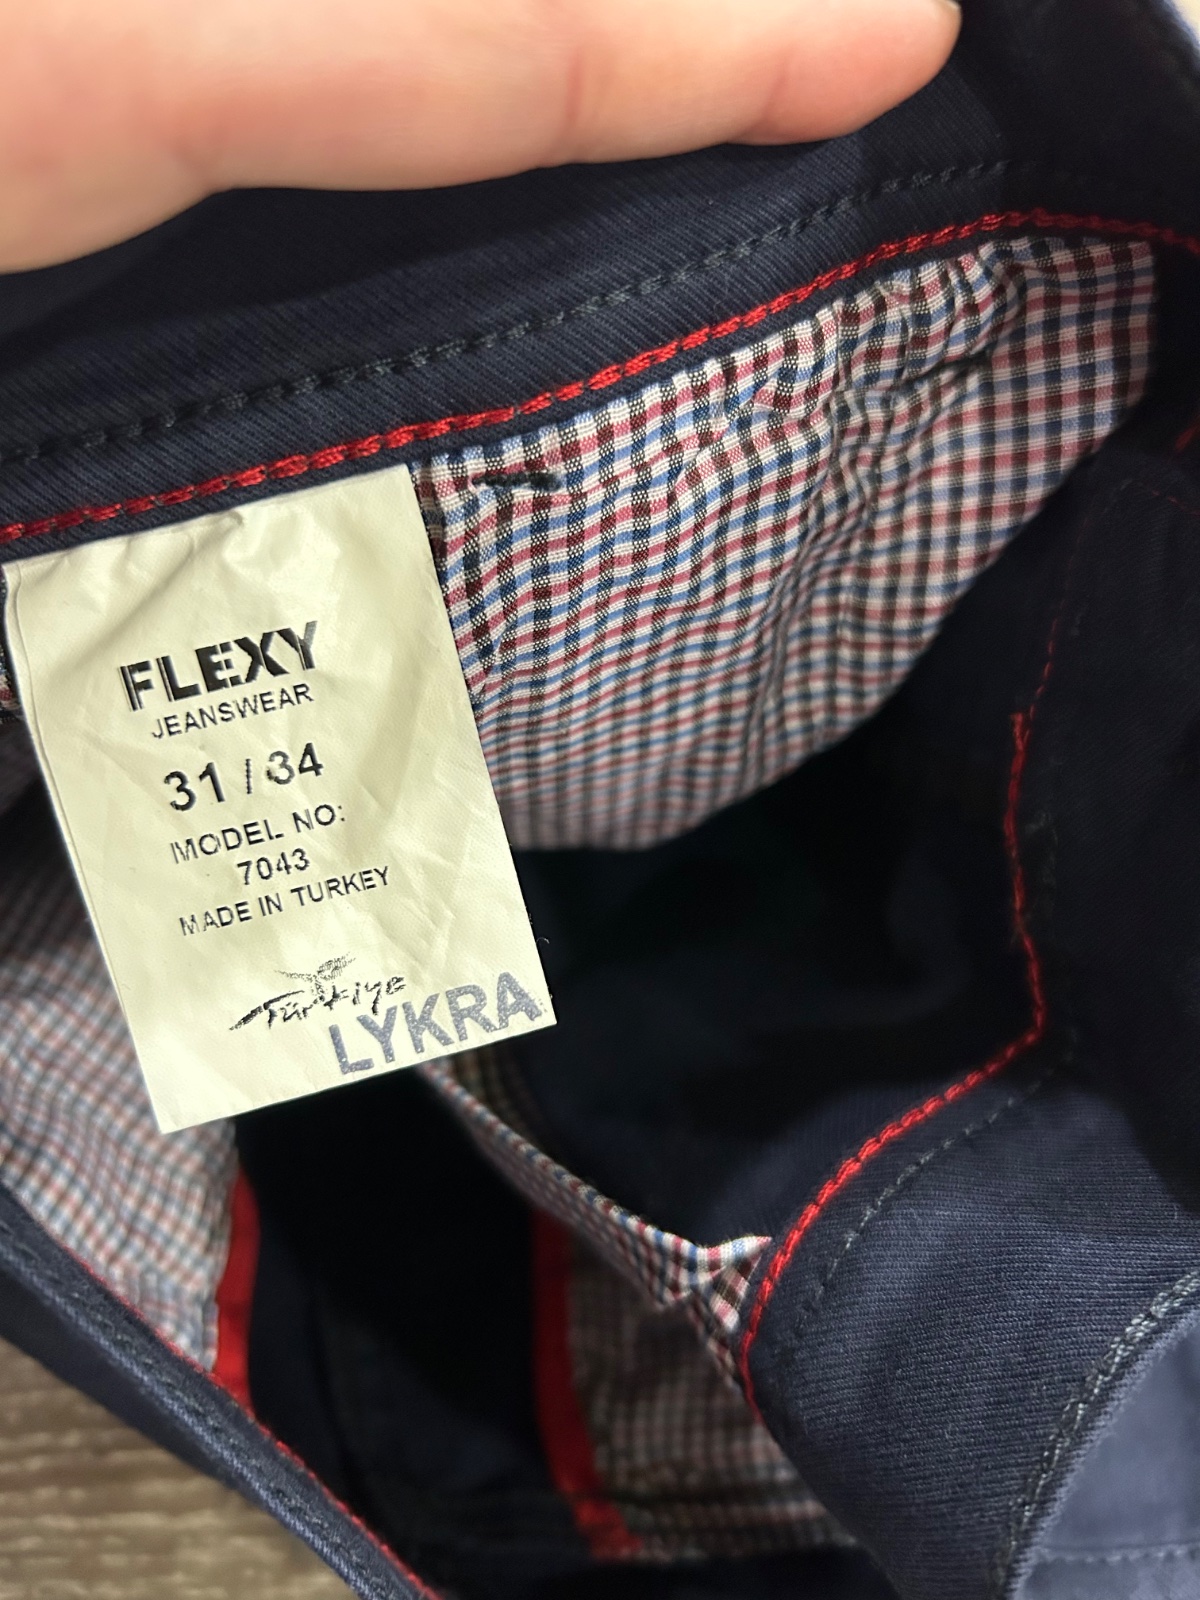 FLEXY
JEANSWEAR
31 / 34
MODEL NO:
7043
MADE IN TURKEY
Türkiye
LYKRA